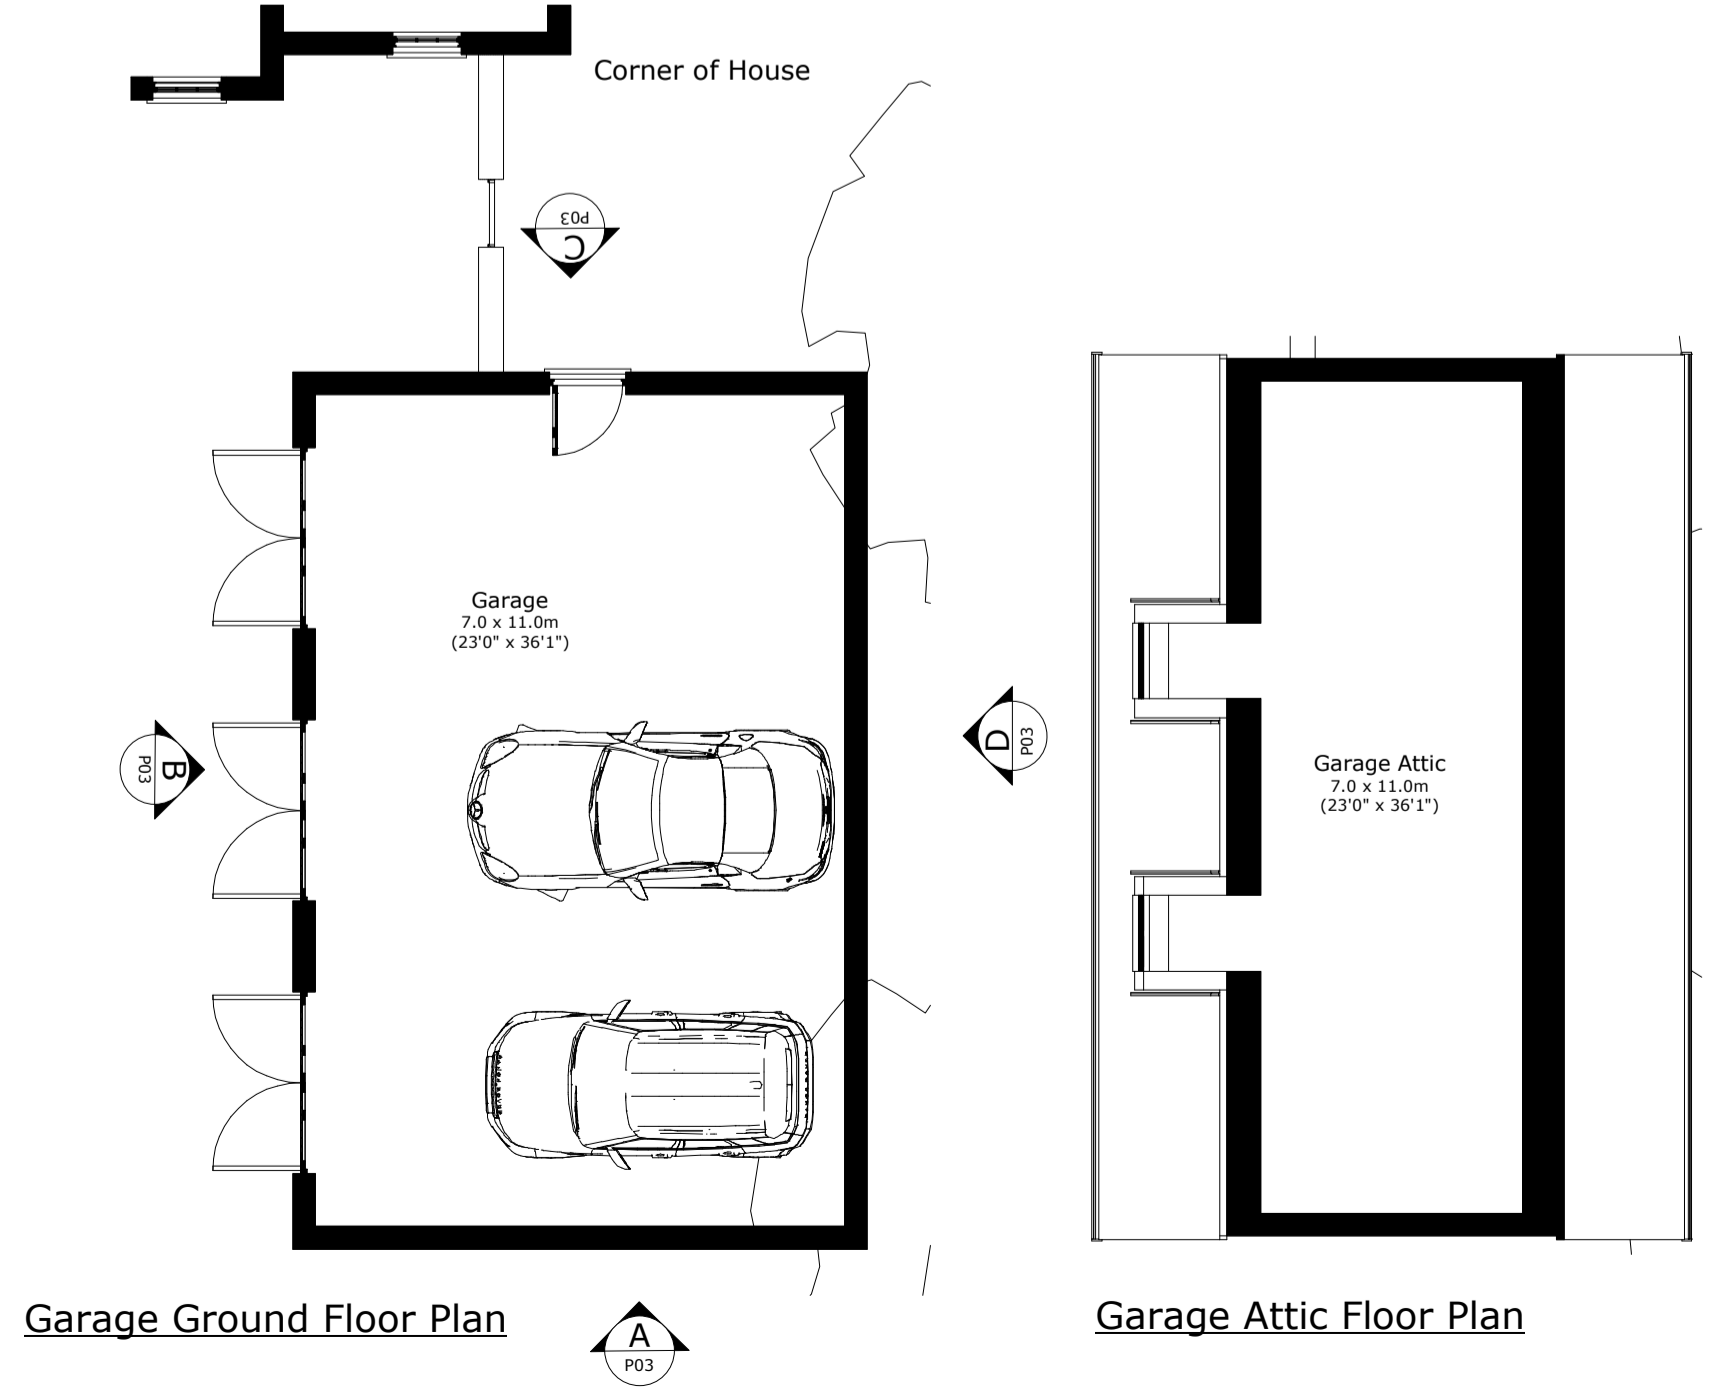 Corner of House
P03
C
Garage
7.0 x 11.0m
(23'0" x 36'1")
B
P03
D
P03
Garage Attic
7.0 x 11.0m
(23'0" x 36'1")
Garage Ground Floor Plan
A
P03
Garage Attic Floor Plan